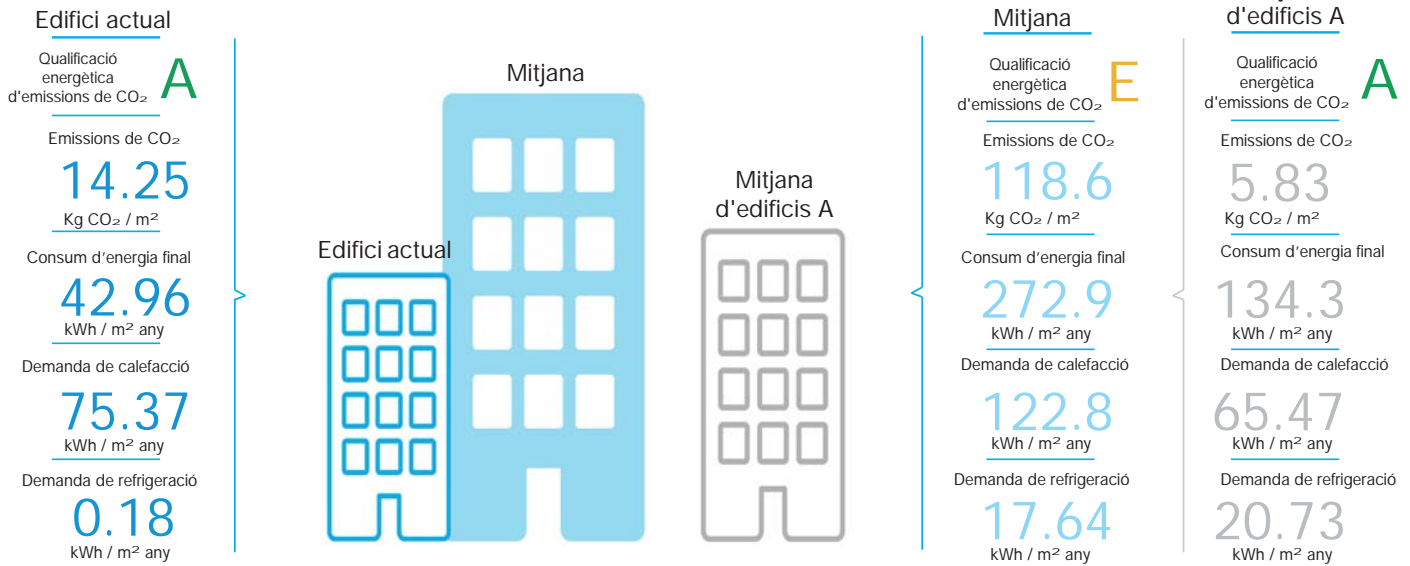 Edifici actual
Qualificació
energètica
d'emissions de CO₂
A
Emissions de CO₂
14.25
Kg CO₂ / m²
Consum d’energia final
42.96
kWh / m² any
Demanda de calefacció
75.37
kWh / m² any
Demanda de refrigeració
0.18
kWh / m² any
Mitjana
Edifici actual
Mitjana
d'edificis A
Mitjana
Qualificació
energètica
d'emissions de CO₂
E
Emissions de CO₂
118.6
Kg CO₂ / m²
Consum d’energia final
272.9
kWh / m² any
Demanda de calefacció
122.8
kWh / m² any
Demanda de refrigeració
17.64
kWh / m² any
d'edificis A
Qualificació
energètica
d'emissions de CO₂
A
Emissions de CO₂
5.83
Kg CO₂ / m²
Consum d’energia final
134.3
kWh / m² any
Demanda de calefacció
65.47
kWh / m² any
Demanda de refrigeració
20.73
kWh / m² any